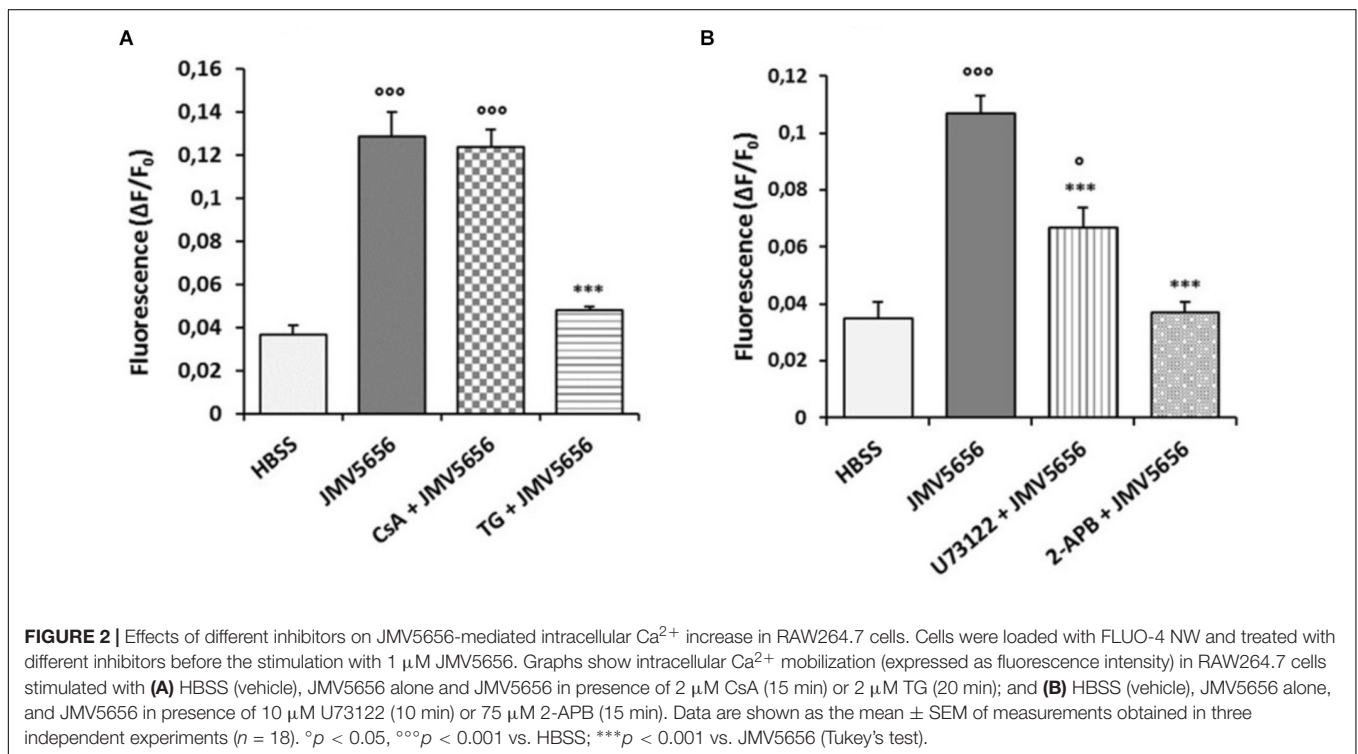 A
0,16
0,14
0,12
0,1
0,08
0,06
0,04
0,02
0
Fluorescence (ΔF/F₀)
°°°
°°°
***
HBSS
JMV5656
CsA + JMV5656
TG + JMV5656
B
0,12
0,1
0,08
0,06
0,04
0,02
0
Fluorescence (ΔF/F₀)
°°°
°
***
***
HBSS
JMV5656
U73122 + JMV5656
2-APB + JMV5656
FIGURE 2 | Effects of different inhibitors on JMV5656-mediated intracellular Ca²⁺ increase in RAW264.7 cells. Cells were loaded with FLUO-4 NW and treated with
different inhibitors before the stimulation with 1 μM JMV5656. Graphs show intracellular Ca²⁺ mobilization (expressed as fluorescence intensity) in RAW264.7 cells
stimulated with (A) HBSS (vehicle), JMV5656 alone and JMV5656 in presence of 2 μM CsA (15 min) or 2 μM TG (20 min); and (B) HBSS (vehicle), JMV5656 alone,
and JMV5656 in presence of 10 μM U73122 (10 min) or 75 μM 2-APB (15 min). Data are shown as the mean ± SEM of measurements obtained in three
independent experiments (n = 18). °p < 0.05, °°°p < 0.001 vs. HBSS; ***p < 0.001 vs. JMV5656 (Tukey's test).